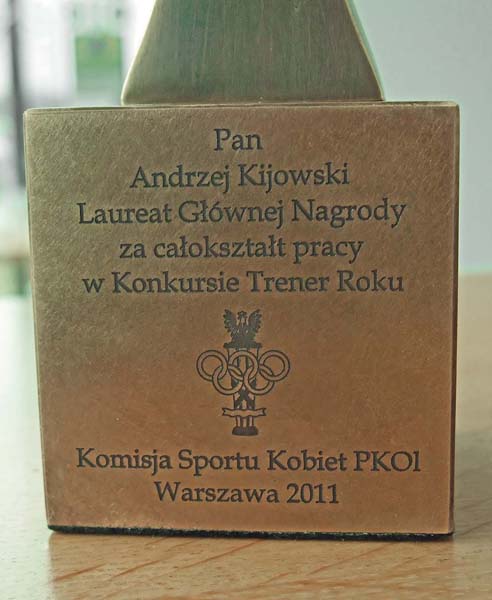 Pan
Andrzej Kijowski
Laureat Głównej Nagrody
za całokształt pracy
w Konkursie Trener Roku
Komisja Sportu Kobiet PKOl
Warszawa 2011